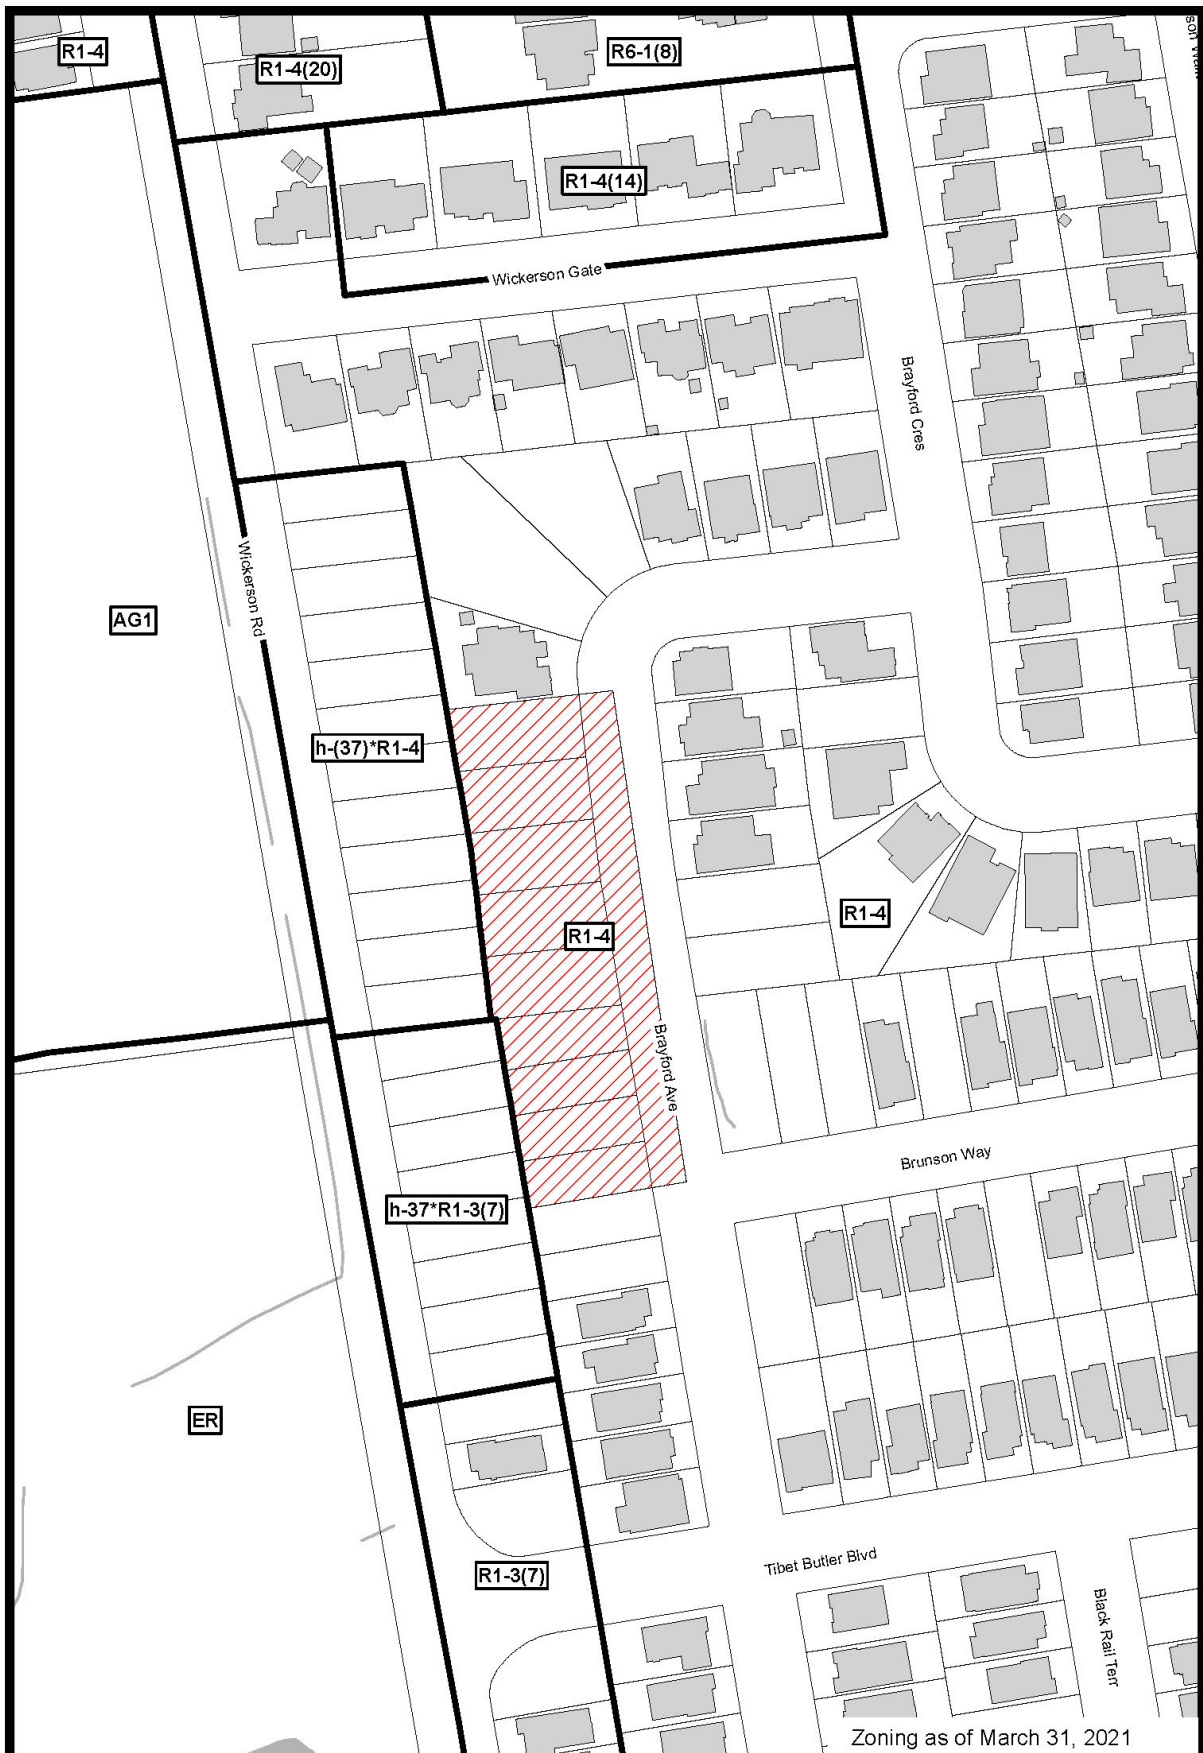 R1-4
R1-4(20)
R6-1(8)
R1-4(14)
Wickerson Gate
Brayford Cres
Wickerson Rd
AG1
h-(37)*R1-4
R1-4
R1-4
Brayford Ave
Brunson Way
h-37*R1-3(7)
ER
Tibet Butler Blvd
R1-3(7)
Black Rail Terr
Zoning as of March 31, 2021